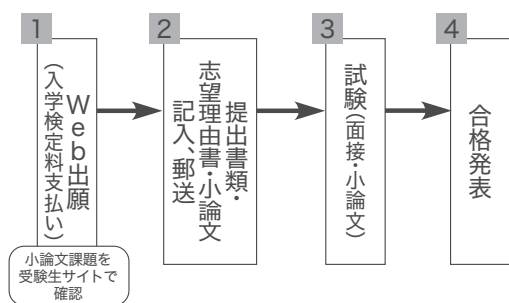 1
Web出願
(入学検定料支払い)
小論文課題を
受験生サイトで
確認
2
提出書類・
志望理由書・小論文
記入、郵送
3
試験(面接・小論文)
4
合格発表